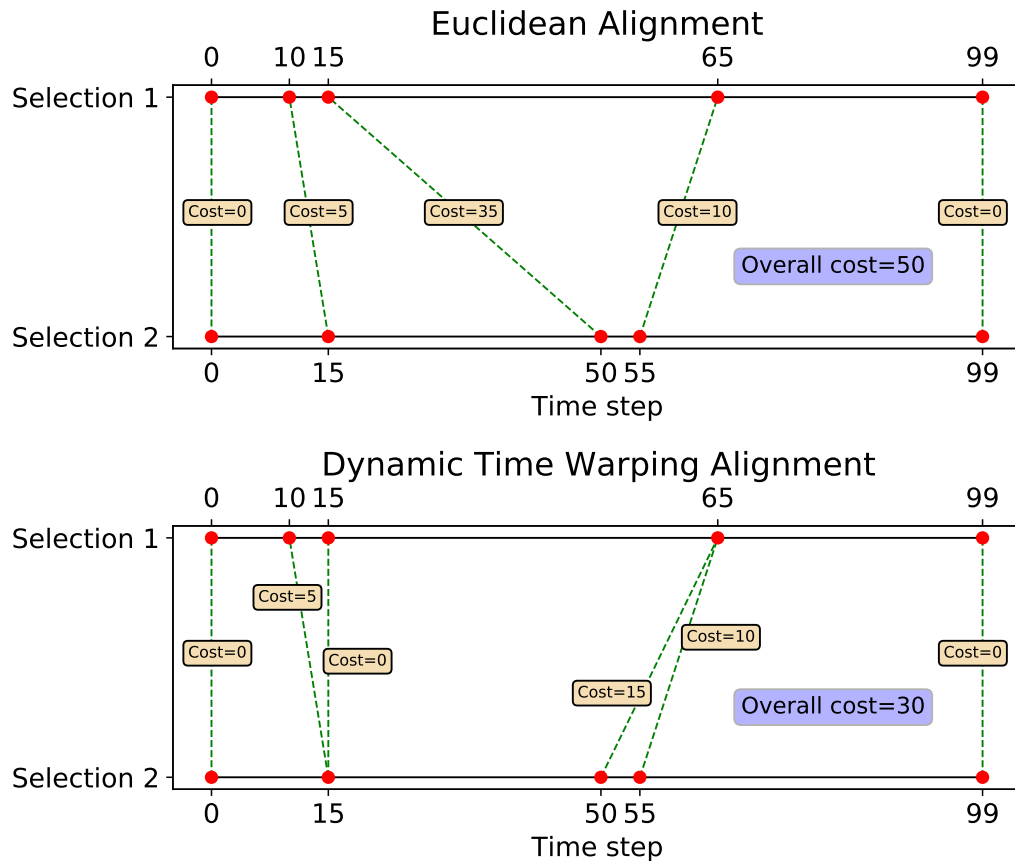 Euclidean Alignment
0 10 15 65 99
Selection 1
Cost=0 Cost=5 Cost=35 Cost=10 Cost=0
Overall cost=50
Selection 2
0 15 50 55 99
Time step
Dynamic Time Warping Alignment
0 10 15 65 99
Selection 1
Cost=5
Cost=10
Cost=0 Cost=0 Cost=0
Cost=15
Overall cost=30
Selection 2
0 15 50 55 99
Time step